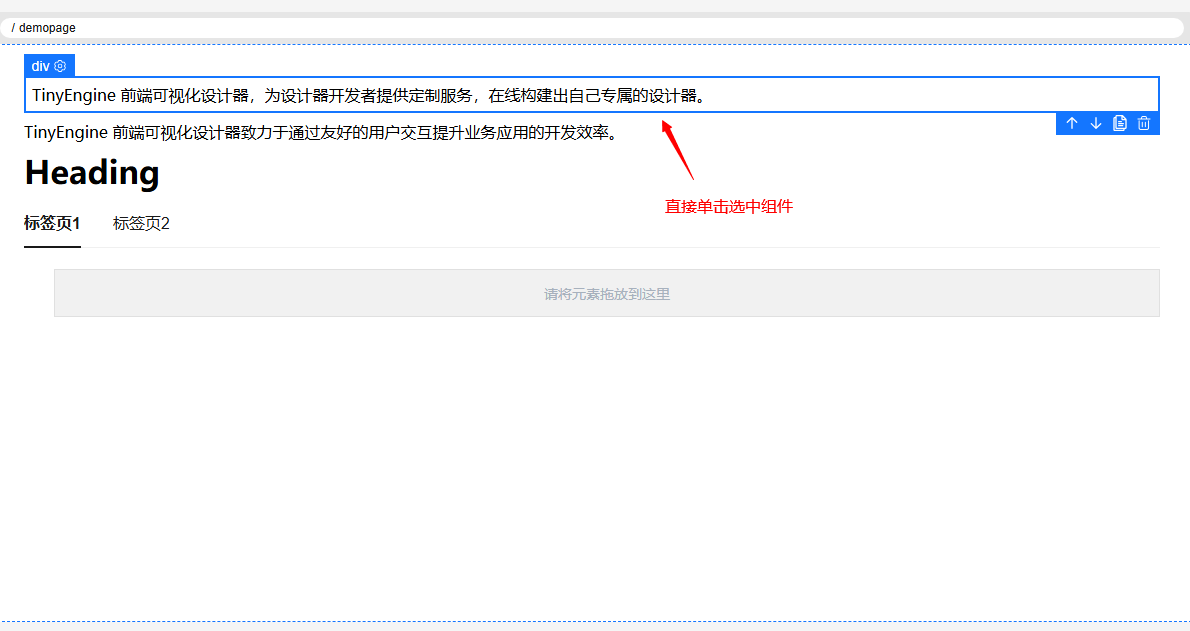 / demopage
div
TinyEngine 前端可视化设计器，为设计器开发者提供定制服务，在线构建出自己专属的设计器。
TinyEngine 前端可视化设计器致力于通过友好的用户交互提升业务应用的开发效率。
Heading
直接单击选中组件
标签页1 标签页2
请将元素拖放到这里